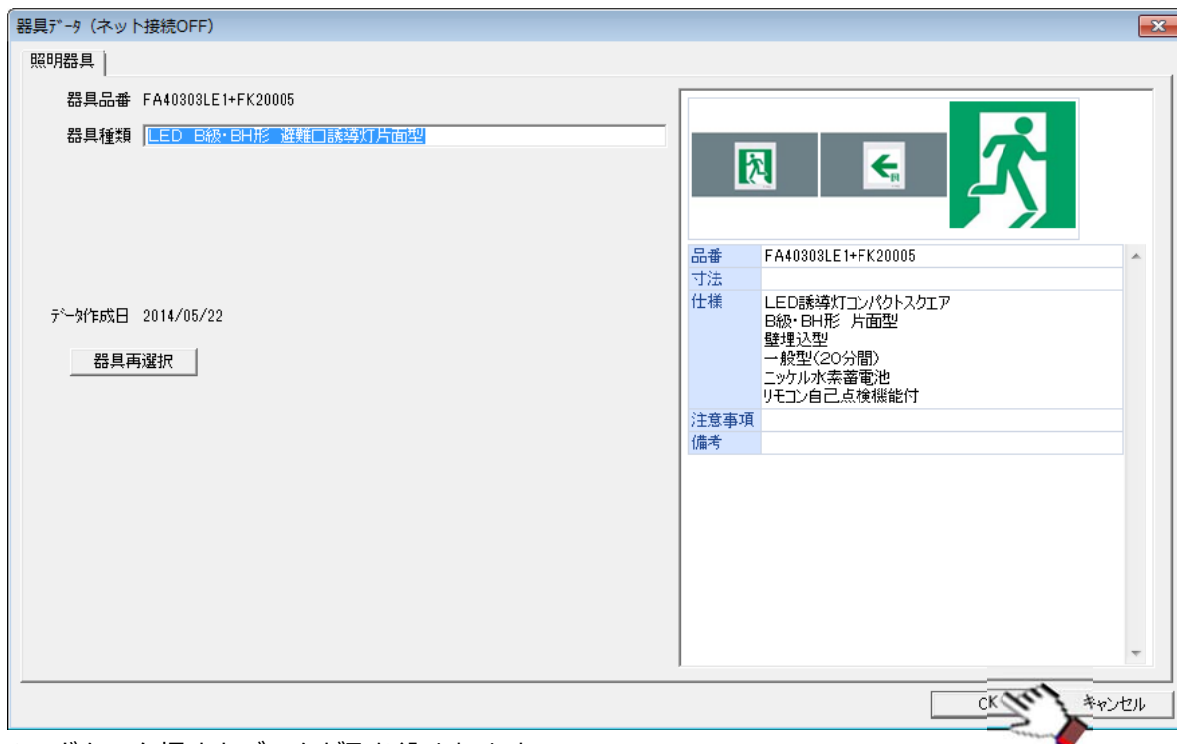 器具ﾃﾞｰﾀ（ネット接続OFF）
照明器具
器具品番 FA40303LE1+FK20005
器具種類 LED　B級・BH形　避難口誘導灯片面型
ﾃﾞｰﾀ作成日 2014/05/22
器具再選択
品番 FA40303LE1+FK20005
寸法
仕様 LED誘導灯コンパクトスクエア
B級・BH形　片面型
壁埋込型
一般型(20分間)
ニッケル水素蓄電池
リモコン自己点検機能付
注意事項
備考
OK キャンセル